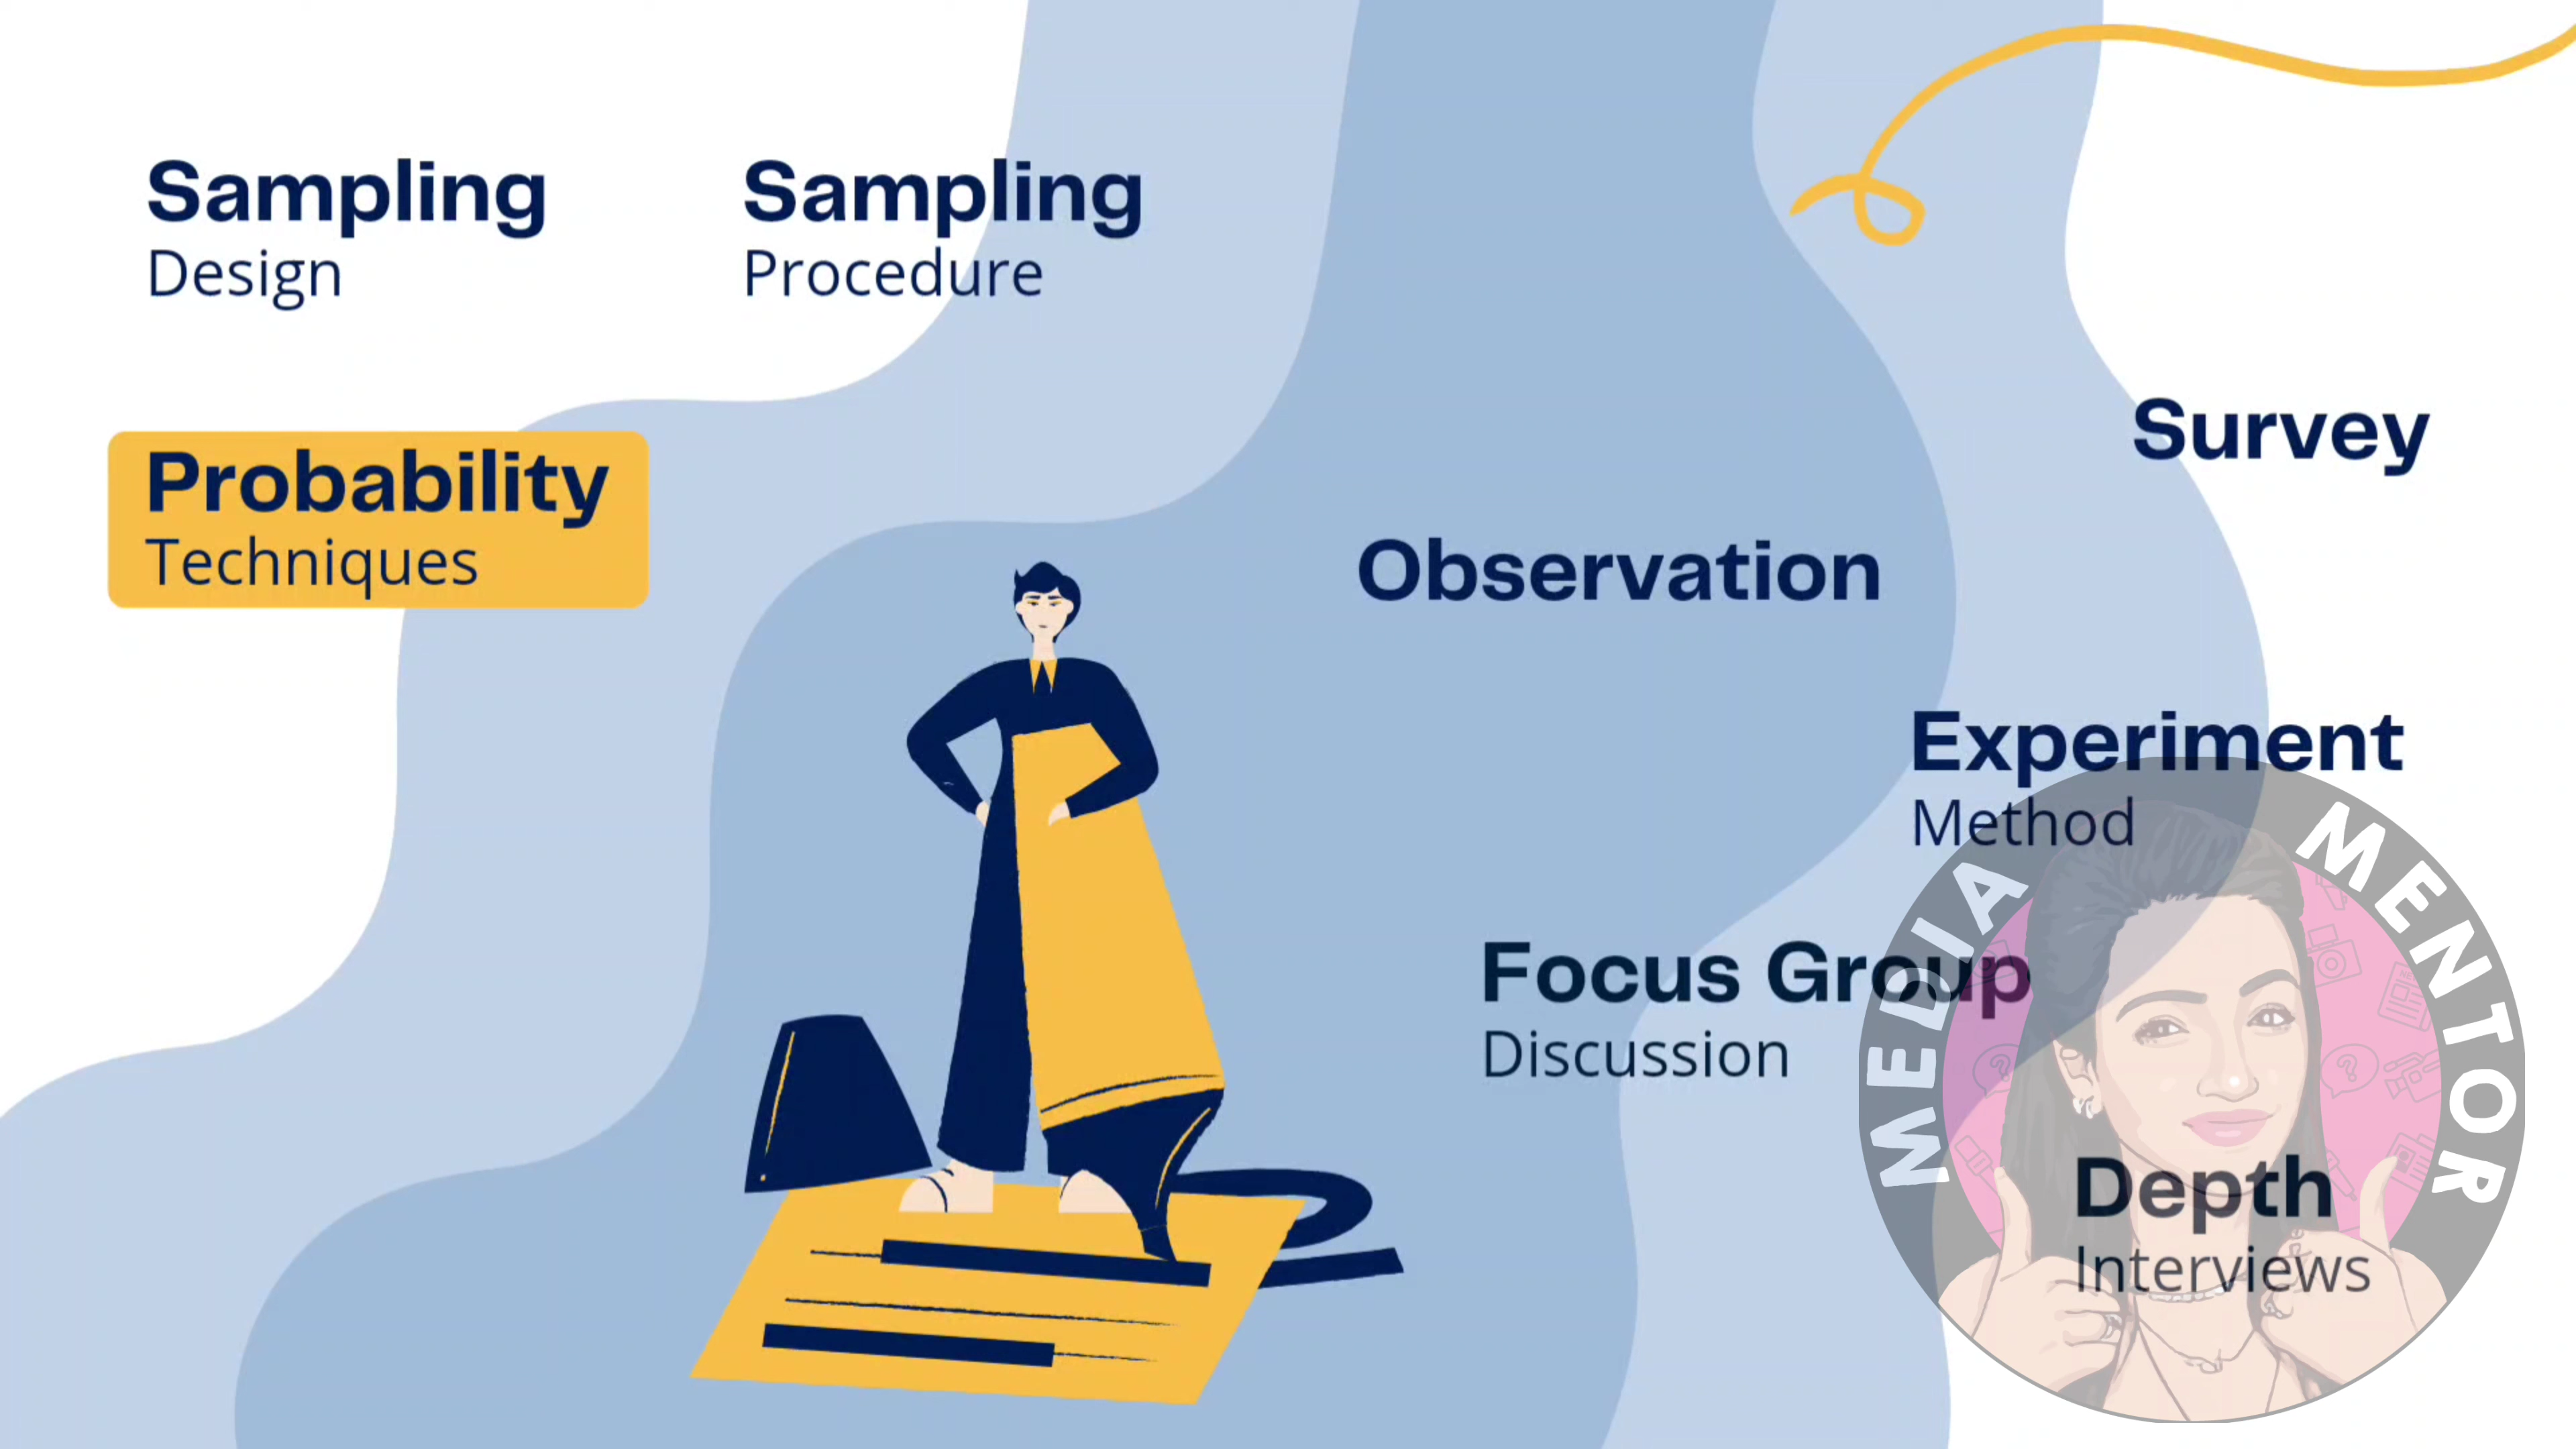 Sampling
Design
Sampling
Procedure
Probability
Techniques
Survey
Observation
Experiment
Method
Focus Group
Discussion
Depth
Interviews
MEDIA MENTOR